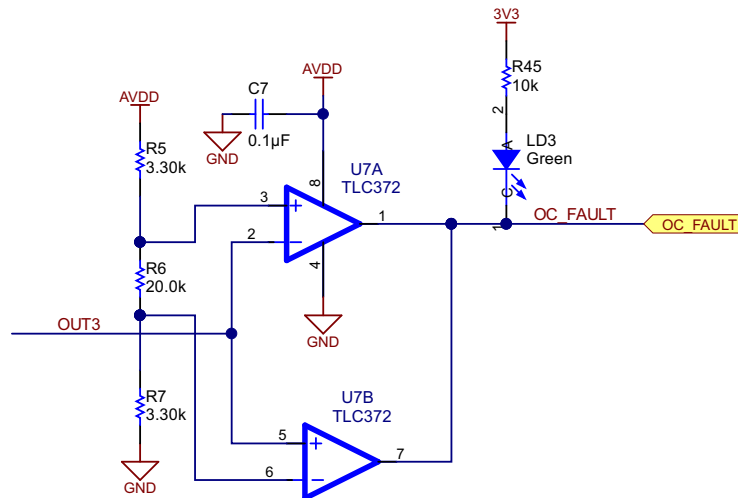 3V3
R45
10k
2
A
LD3
Green
C
1
AVDD
C7
0.1µF
GND
AVDD
R5
3.30k
U7A
TLC372
8
3
+
2
−
1
4
GND
OC_FAULT
OC_FAULT
R6
20.0k
OUT3
R7
3.30k
GND
U7B
TLC372
5
+
6
−
7